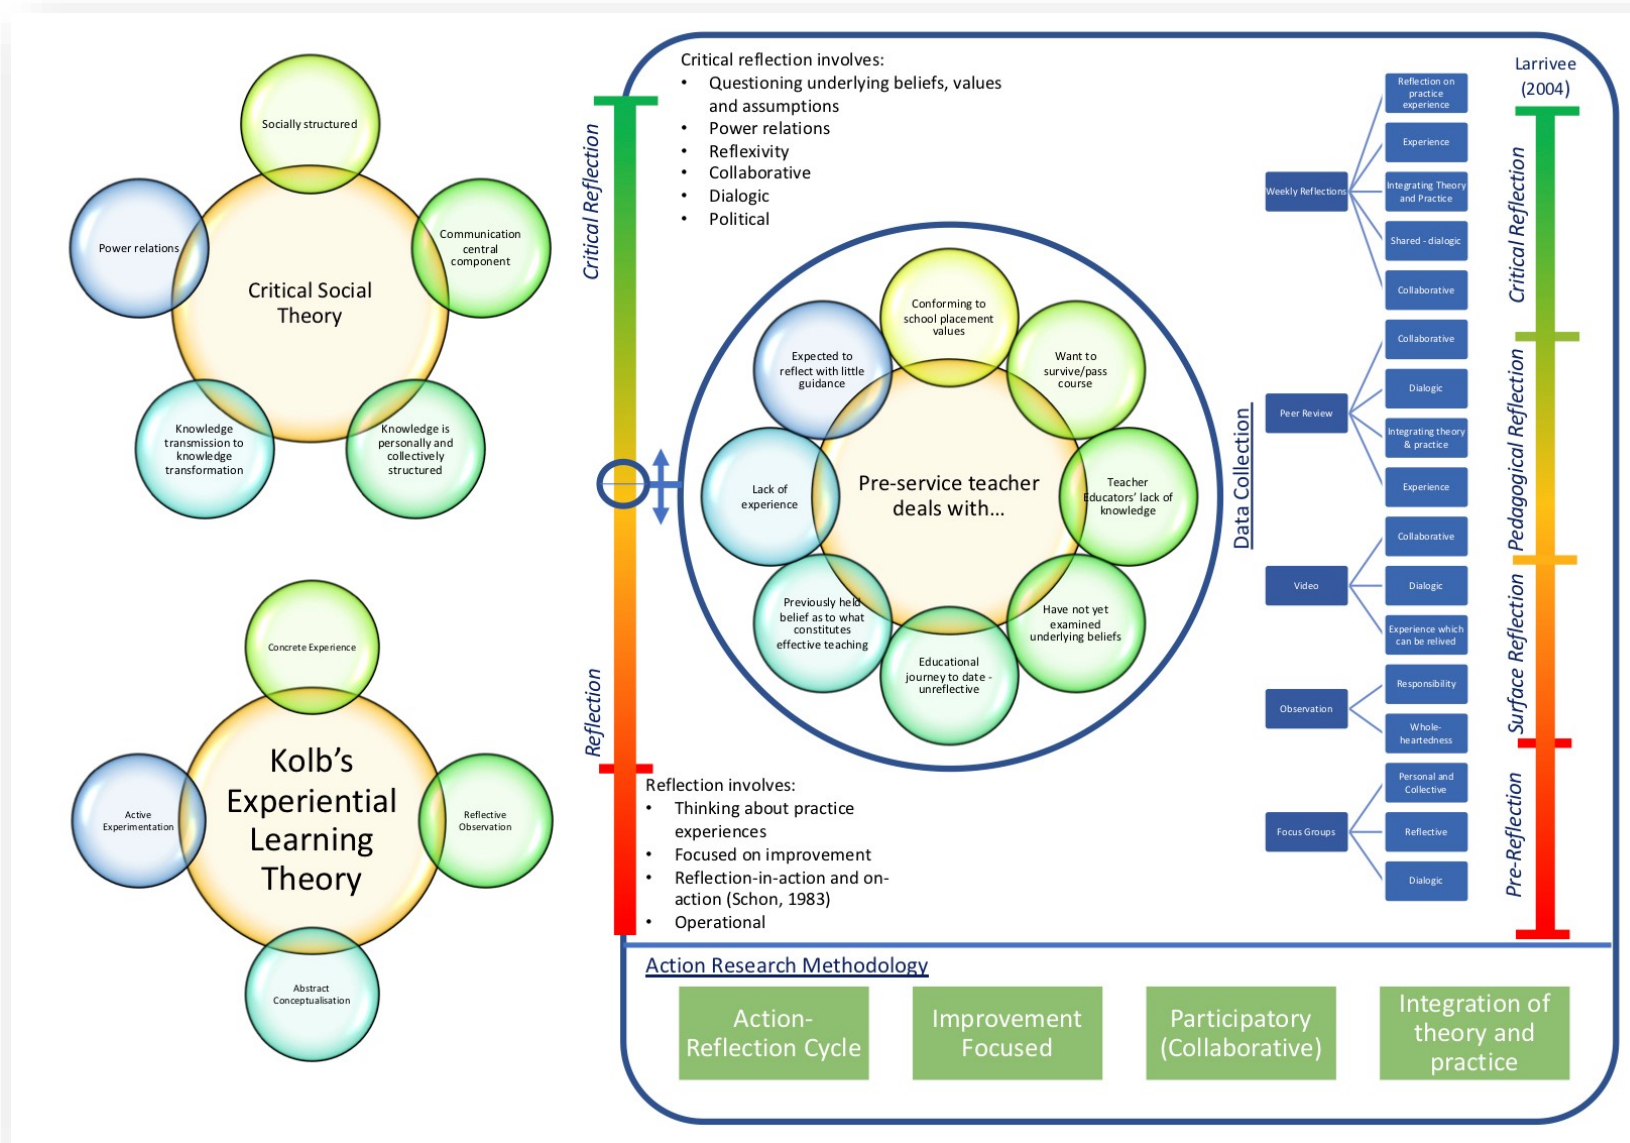 Socially structured
Power relations
Communication
central
component
Critical Social
Theory
Knowledge
transmission to
knowledge
transformation
Knowledge is
personally and
collectively
structured
Concrete Experience
Kolb’s
Experiential
Learning
Theory
Active
Experimentation
Reflective
Observation
Abstract
Conceptualisation
Critical Reflection
Reflection
Critical reflection involves:
• Questioning underlying beliefs, values
and assumptions
• Power relations
• Reflexivity
• Collaborative
• Dialogic
• Political
Conforming to
school placement
values
Expected to
reflect with little
guidance
Want to
survive/pass
course
Lack of
experience
Pre-service teacher
deals with...
Teacher
Educators’ lack of
knowledge
Previously held
belief as to what
constitutes
effective teaching
Have not yet
examined
underlying beliefs
Educational
journey to date -
unreflective
Reflection involves:
• Thinking about practice
experiences
• Focused on improvement
• Reflection-in-action and on-
action (Schon, 1983)
• Operational
Data Collection
Weekly Reflections
Reflection on
practice
experience
Experience
Integrating Theory
and Practice
Shared - dialogic
Collaborative
Peer Review
Collaborative
Dialogic
Integrating theory
& practice
Experience
Video
Collaborative
Dialogic
Experience which
can be relived
Observation
Responsibility
Whole-
heartedness
Focus Groups
Personal and
Collective
Reflective
Dialogic
Larrivee
(2004)
Critical Reflection
Pedagogical Reflection
Surface Reflection
Pre-Reflection
Action Research Methodology
Action-
Reflection Cycle
Improvement
Focused
Participatory
(Collaborative)
Integration of
theory and
practice